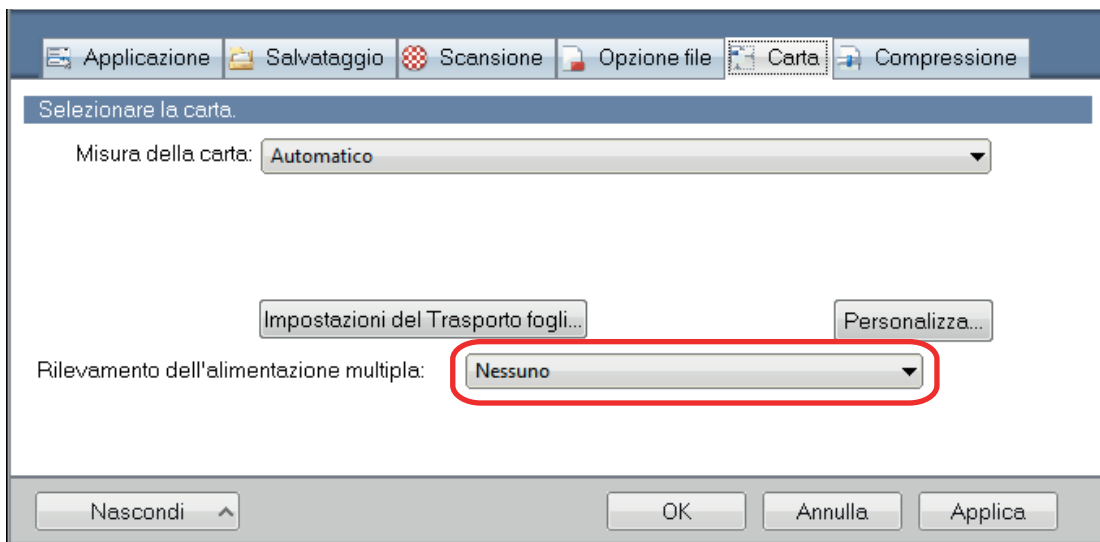 Applicazione Salvataggio Scansione Opzione file Carta Compressione
Selezionare la carta.
Misura della carta: Automatico
Impostazioni del Trasporto fogli... Personalizza...
Rilevamento dell'alimentazione multipla: Nessuno
Nascondi OK Annulla Applica